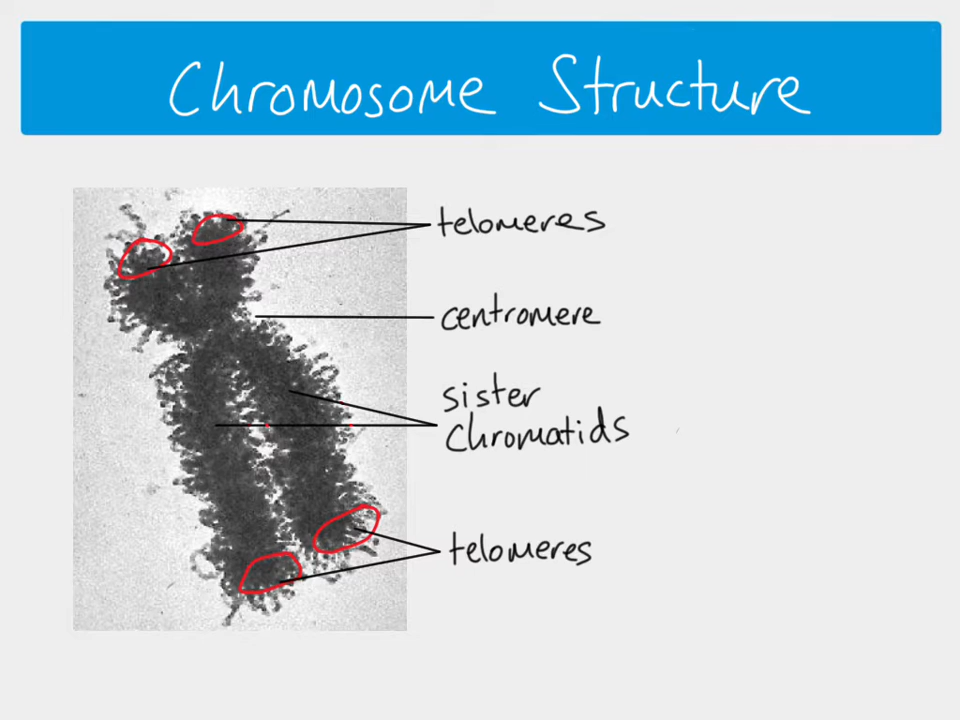 Chromosome Structure
telomeres
centromere
sister
chromatids
telomeres